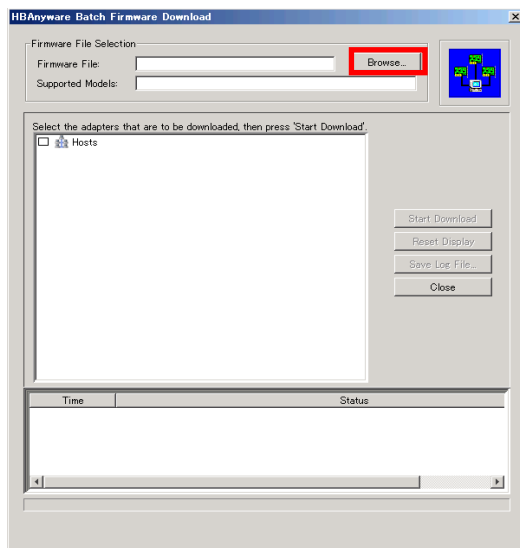 HBAnyware Batch Firmware Download
Firmware File Selection
Firmware File:
Browse...
Supported Models:
Select the adapters that are to be downloaded, then press 'Start Download'.
Hosts
Start Download
Reset Display
Save Log File...
Close
Time Status